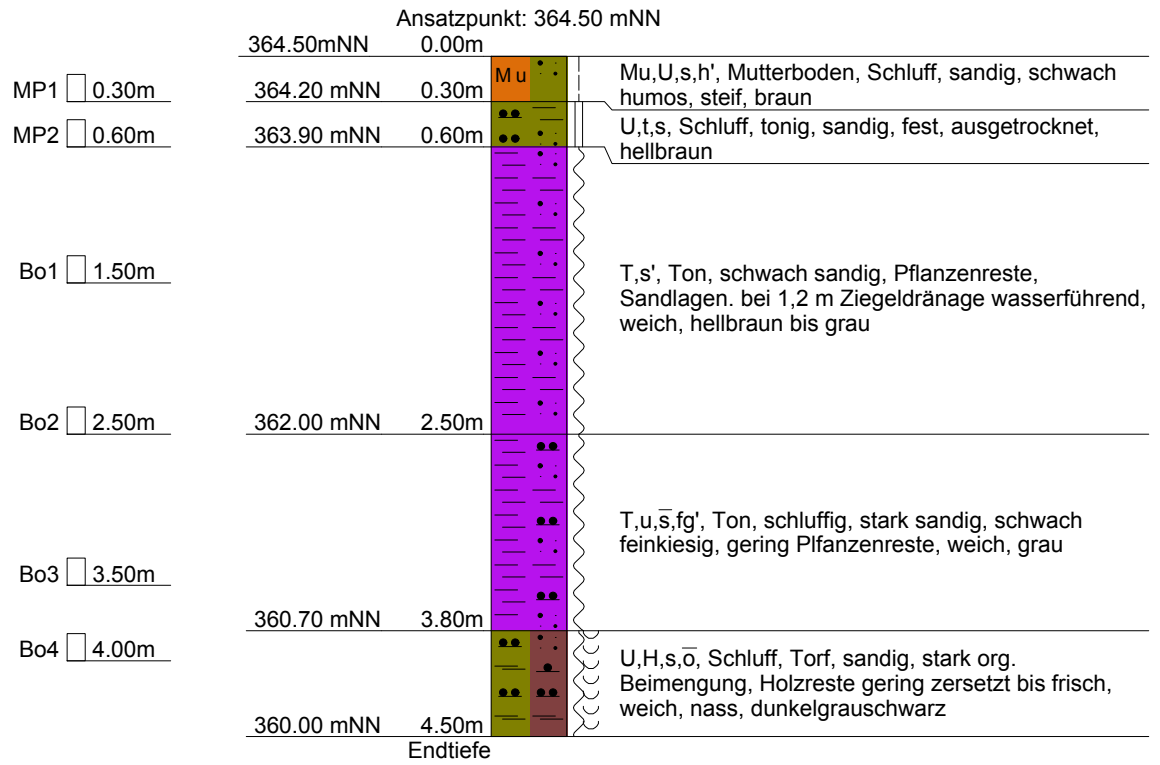 Ansatzpunkt: 364.50 mNN
364.50mNN 0.00m
Mu
Mu,U,s,h', Mutterboden, Schluff, sandig, schwach
humos, steif, braun
MP1 0.30m 364.20 mNN 0.30m
U,t,s, Schluff, tonig, sandig, fest, ausgetrocknet,
hellbraun
MP2 0.60m 363.90 mNN 0.60m
Bo1 1.50m
T,s', Ton, schwach sandig, Pflanzenreste,
Sandlagen. bei 1,2 m Ziegeldränage wasserführend,
weich, hellbraun bis grau
Bo2 2.50m 362.00 mNN 2.50m
T,u,s̅,fg', Ton, schluffig, stark sandig, schwach
feinkiesig, gering Plfanzenreste, weich, grau
Bo3 3.50m
360.70 mNN 3.80m
Bo4 4.00m
U,H,s,o̅, Schluff, Torf, sandig, stark org.
Beimengung, Holzreste gering zersetzt bis frisch,
weich, nass, dunkelgrauschwarz
360.00 mNN 4.50m
Endtiefe